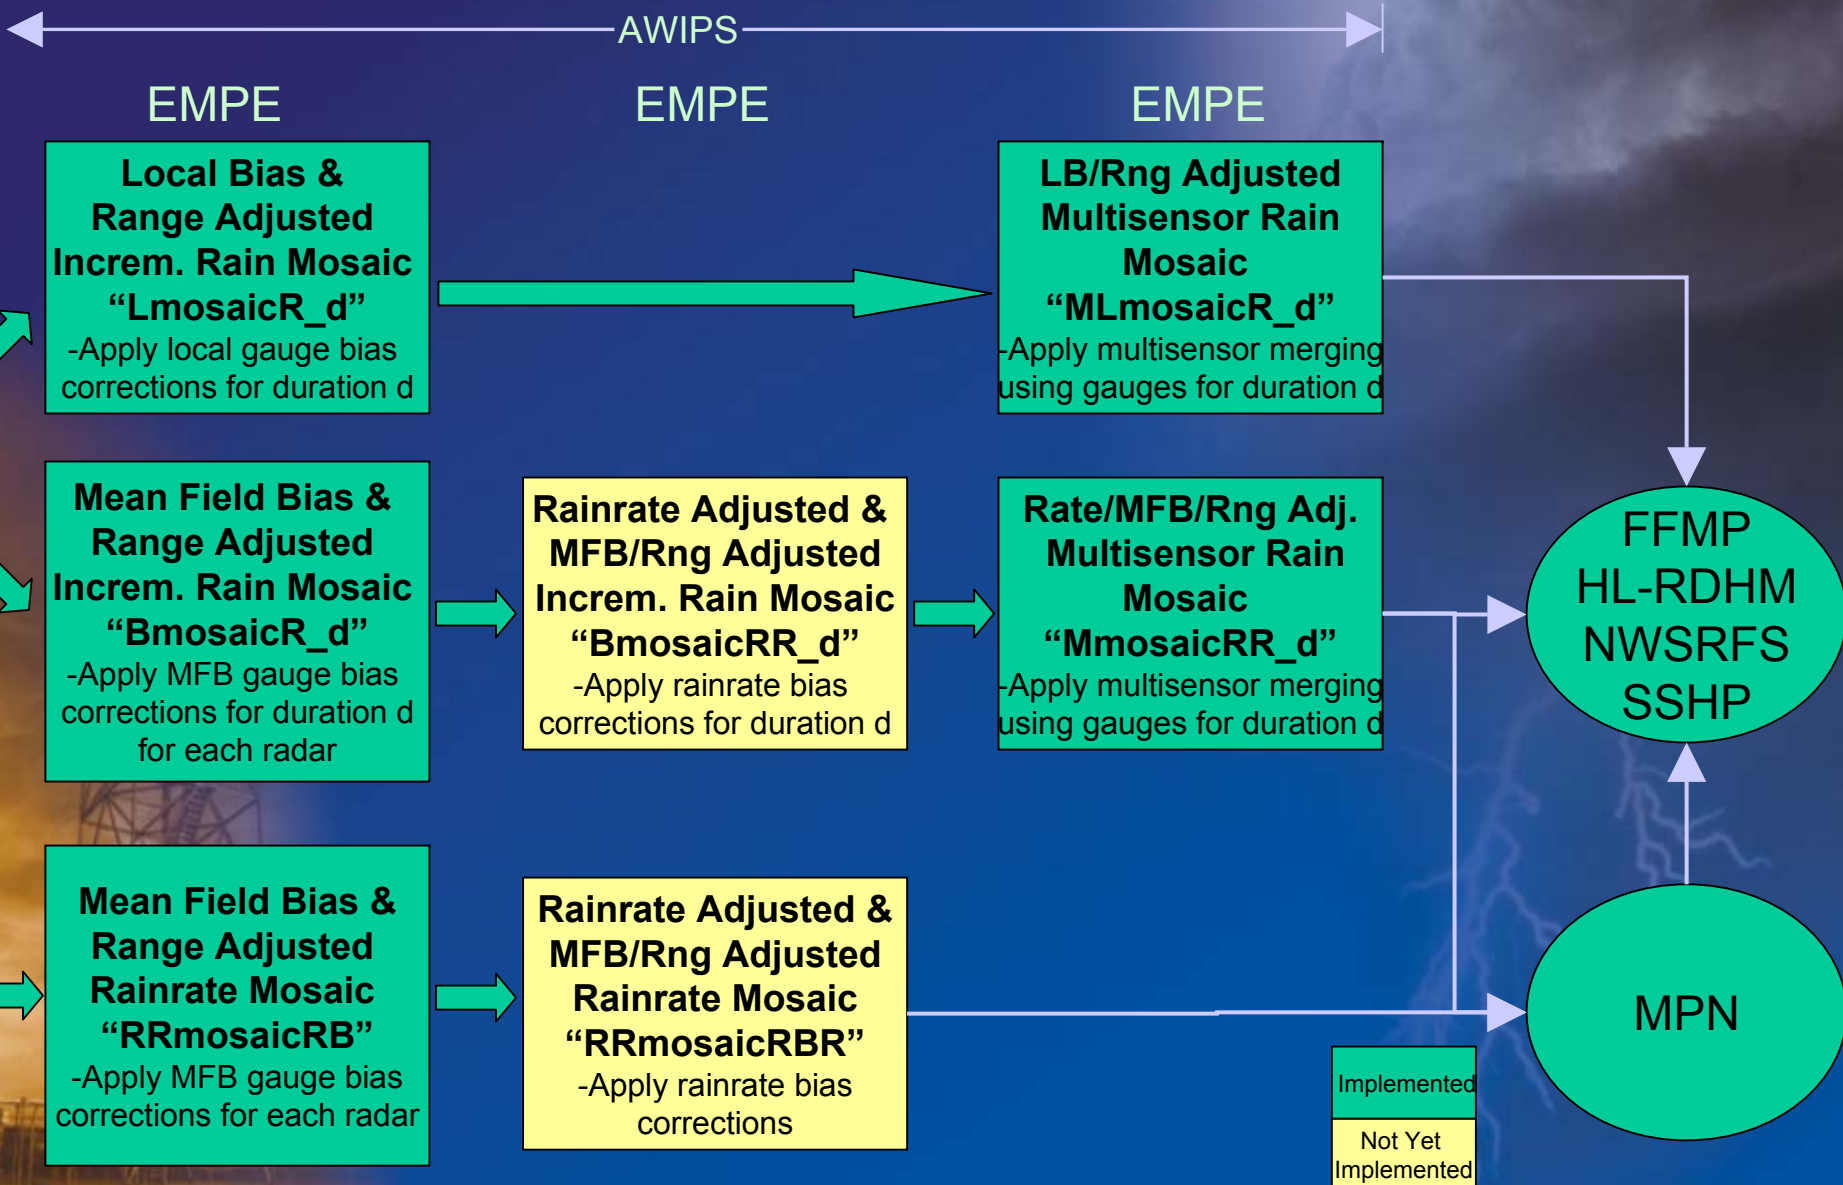 AWIPS
EMPE
EMPE
EMPE
Local Bias &
Range Adjusted
Increm. Rain Mosaic
“LmosaicR_d”
-Apply local gauge bias
corrections for duration d
LB/Rng Adjusted
Multisensor Rain
Mosaic
“MLmosaicR_d”
-Apply multisensor merging
using gauges for duration d
Mean Field Bias &
Range Adjusted
Increm. Rain Mosaic
“BmosaicR_d”
-Apply MFB gauge bias
corrections for duration d
for each radar
Rainrate Adjusted &
MFB/Rng Adjusted
Increm. Rain Mosaic
“BmosaicRR_d”
-Apply rainrate bias
corrections for duration d
Rate/MFB/Rng Adj.
Multisensor Rain
Mosaic
“MmosaicRR_d”
-Apply multisensor merging
using gauges for duration d
FFMP
HL-RDHM
NWSRFS
SSHP
Mean Field Bias &
Range Adjusted
Rainrate Mosaic
“RRmosaicRB”
-Apply MFB gauge bias
corrections for each radar
Rainrate Adjusted &
MFB/Rng Adjusted
Rainrate Mosaic
“RRmosaicRBR”
-Apply rainrate bias
corrections
MPN
Implemented
Not Yet
Implemented